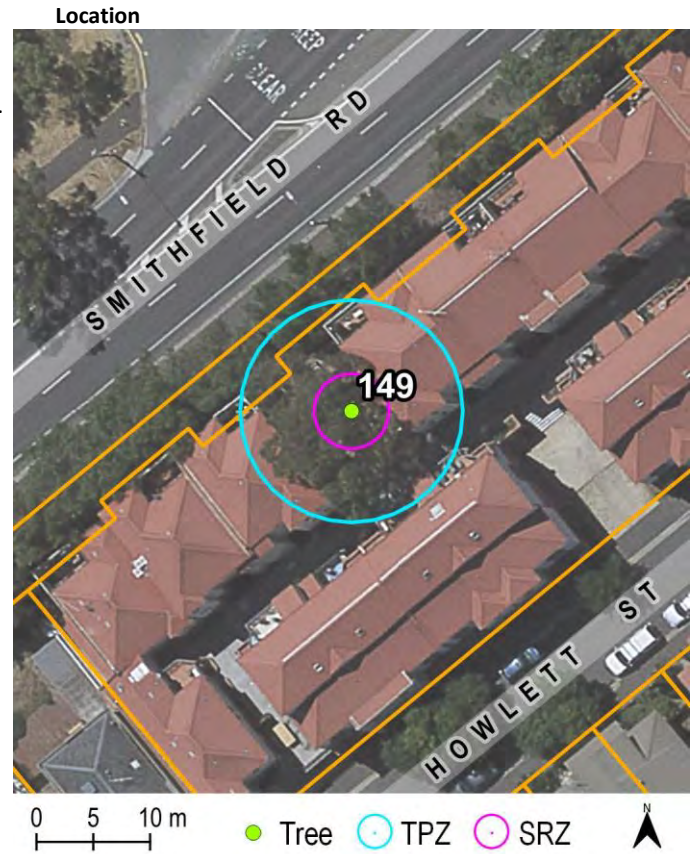 Location
KEEP
CLEAR
SMITHFIELD RD
149
HOWLETT ST
0 5 10 m
Tree TPZ SRZ
N